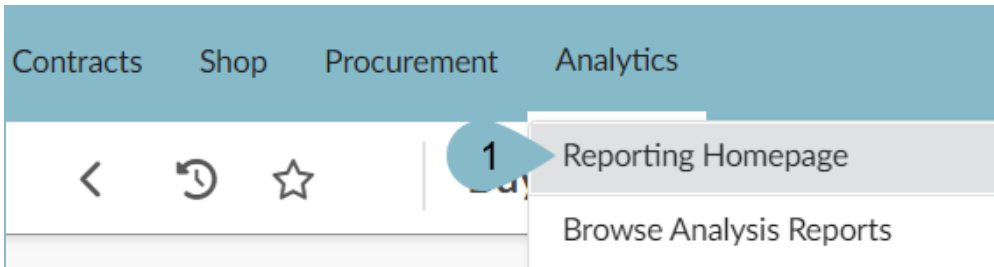 Contracts Shop Procurement Analytics
1 Reporting Homepage
Browse Analysis Reports